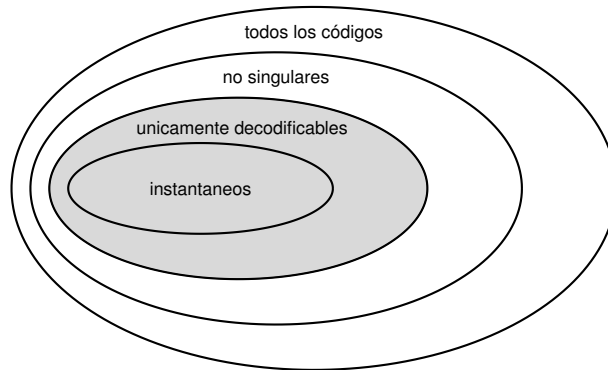 todos los códigos
no singulares
unicamente decodificables
instantaneos